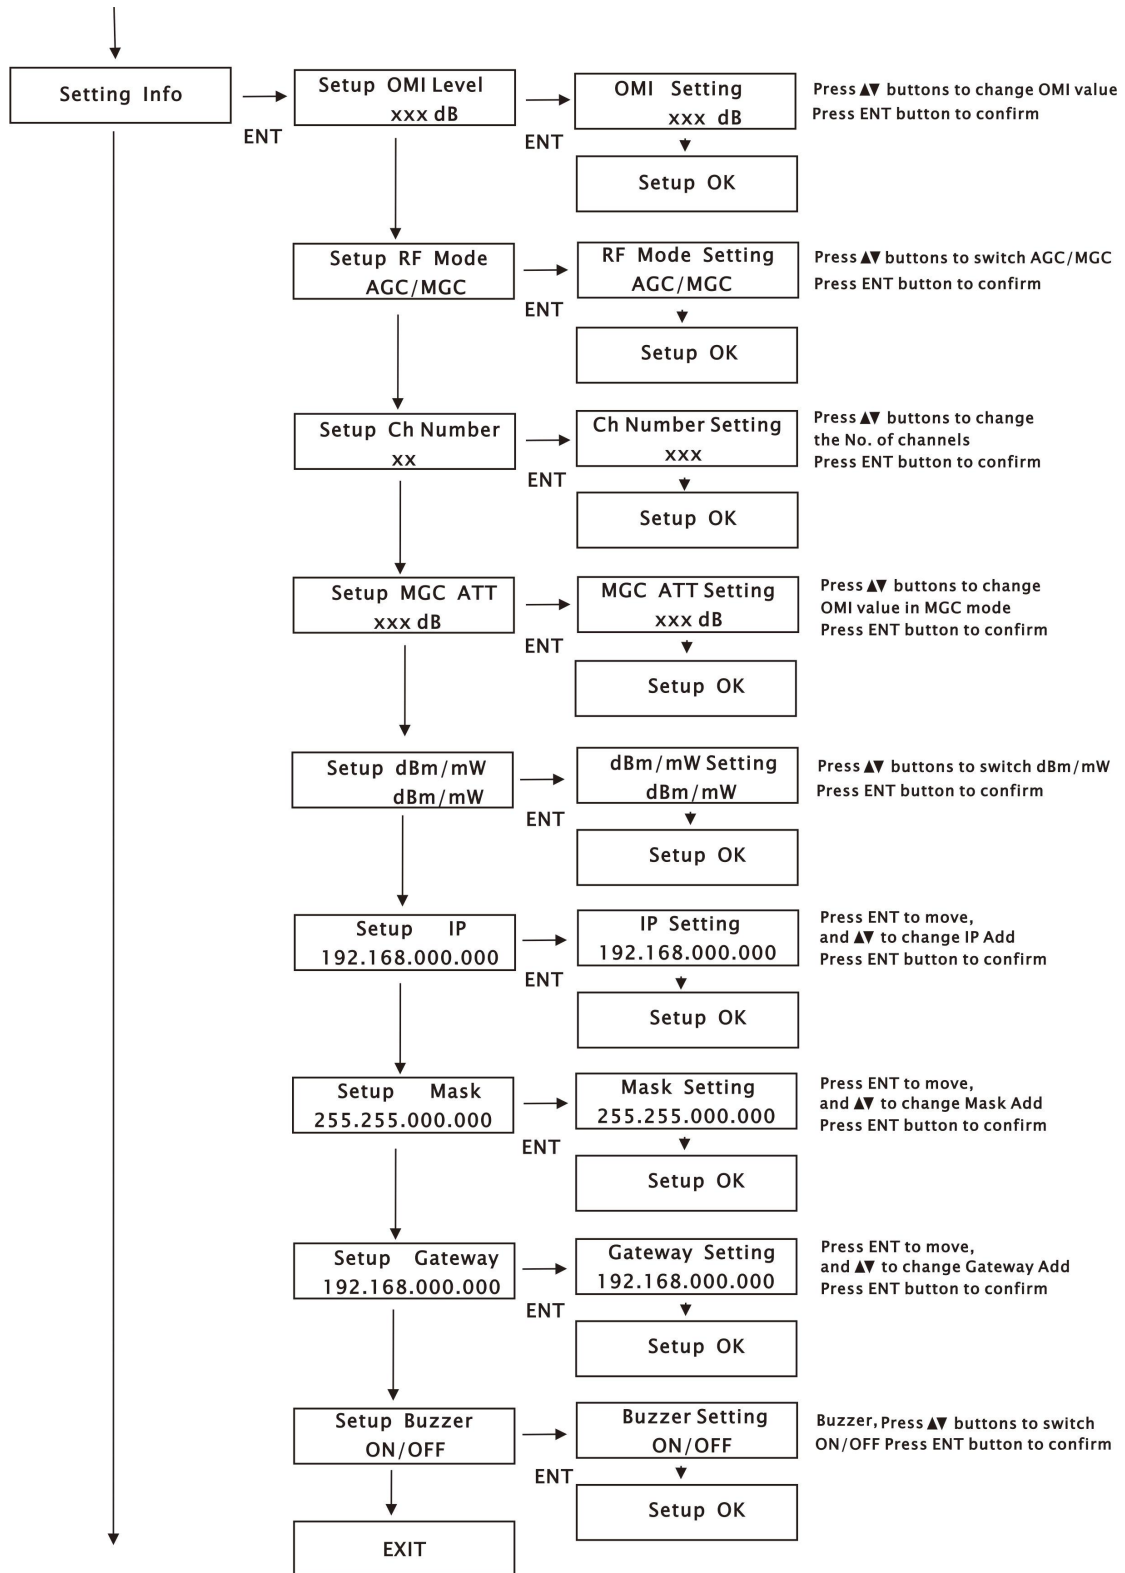 Setting Info
ENT
Setup OMI Level
xxx dB
ENT
OMI Setting
xxx dB
Press ▲▼ buttons to change OMI value
Press ENT button to confirm
Setup OK
Setup RF Mode
AGC/MGC
ENT
RF Mode Setting
AGC/MGC
Press ▲▼ buttons to switch AGC/MGC
Press ENT button to confirm
Setup OK
Setup Ch Number
xx
ENT
Ch Number Setting
xxx
Press ▲▼ buttons to change
the No. of channels
Press ENT button to confirm
Setup OK
Setup MGC ATT
xxx dB
ENT
MGC ATT Setting
xxx dB
Press ▲▼ buttons to change
OMI value in MGC mode
Press ENT button to confirm
Setup OK
Setup dBm/mW
dBm/mW
ENT
dBm/mW Setting
dBm/mW
Press ▲▼ buttons to switch dBm/mW
Press ENT button to confirm
Setup OK
Setup IP
192.168.000.000
ENT
IP Setting
192.168.000.000
Press ENT to move,
and ▲▼ to change IP Add
Press ENT button to confirm
Setup OK
Setup Mask
255.255.000.000
ENT
Mask Setting
255.255.000.000
Press ENT to move,
and ▲▼ to change Mask Add
Press ENT button to confirm
Setup OK
Setup Gateway
192.168.000.000
ENT
Gateway Setting
192.168.000.000
Press ENT to move,
and ▲▼ to change Gateway Add
Press ENT button to confirm
Setup OK
Setup Buzzer
ON/OFF
ENT
Buzzer Setting
ON/OFF
Buzzer, Press ▲▼ buttons to switch
ON/OFF Press ENT button to confirm
Setup OK
EXIT